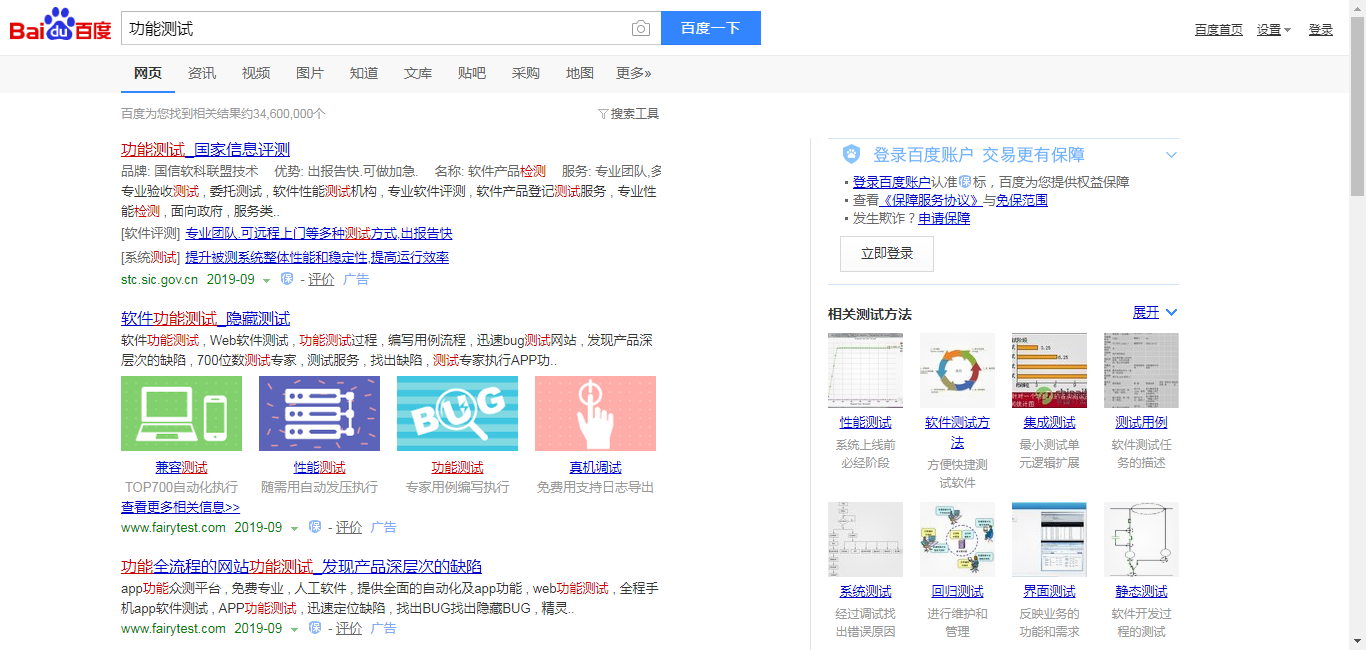 Bai du 百度
功能测试
百度一下
百度首页 设置 登录
网页 资讯 视频 图片 知道 文库 贴吧 采购 地图 更多»
百度为您找到相关结果约34,600,000个 搜索工具
功能测试_国家信息评测
品牌: 国信软科联盟技术 优势: 出报告快.可做加急. 名称: 软件产品检测 服务: 专业团队,多
专业验收测试 , 委托测试 , 软件性能测试机构 , 专业软件评测 , 软件产品登记测试服务 , 专业性
能检测 , 面向政府 , 服务类..
[软件评测] 专业团队.可远程上门等多种测试方式,出报告快
[系统测试] 提升被测系统整体性能和稳定性,提高运行效率
stc.sic.gov.cn 2019-09 保 - 评价 广告
软件功能测试_隐藏测试
软件功能测试 , Web软件测试 , 功能测试过程 , 编写用例流程 , 迅速bug测试网站 , 发现产品深
层次的缺陷 , 700位数测试专家 , 测试服务 , 找出缺陷 , 测试专家执行APP功..
BUG
兼容测试 性能测试 功能测试 真机调试
TOP700自动化执行 随需用自动发压执行 专家用例编写执行 免费用支持日志导出
查看更多相关信息>>
www.fairytest.com 2019-09 保 - 评价 广告
功能全流程的网站功能测试_发现产品深层次的缺陷
app功能众测平台 , 免费专业 , 人工软件 , 提供全面的自动化及app功能 , web功能测试 , 全程手
机app软件测试 , APP功能测试 , 迅速定位缺陷 , 找出BUG找出隐藏BUG , 精灵..
www.fairytest.com 2019-09 保 - 评价 广告
登录百度账户 交易更有保障
▪ 登录百度账户认准保标，百度为您提供权益保障
▪ 查看《保障服务协议》与免保范围
▪ 发生欺诈？申请保障
立即登录
相关测试方法 展开
3.25
6.25
性能测试 软件测试方法 集成测试 测试用例
系统上线前必经阶段 方便快捷测试软件 最小测试单元逻辑扩展 软件测试任务的描述
系统测试 回归测试 界面测试 静态测试
经过调试找出错误原因 进行维护和管理 反映业务的功能和需求 软件开发过程的测试